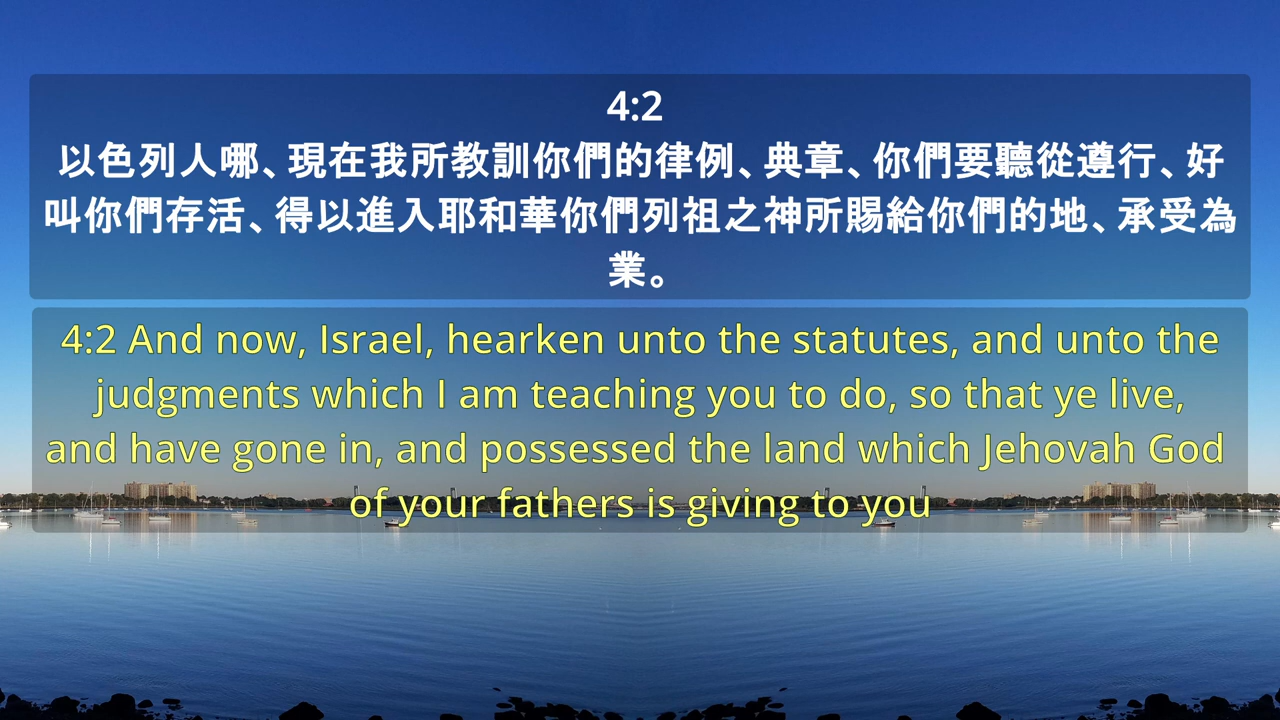 4:2
以色列人哪、現在我所教訓你們的律例、典章、你們要聽從遵行、好
叫你們存活、得以進入耶和華你們列祖之神所賜給你們的地、承受為
業。
4:2 And now, Israel, hearken unto the statutes, and unto the
judgments which I am teaching you to do, so that ye live,
and have gone in, and possessed the land which Jehovah God
of your fathers is giving to you